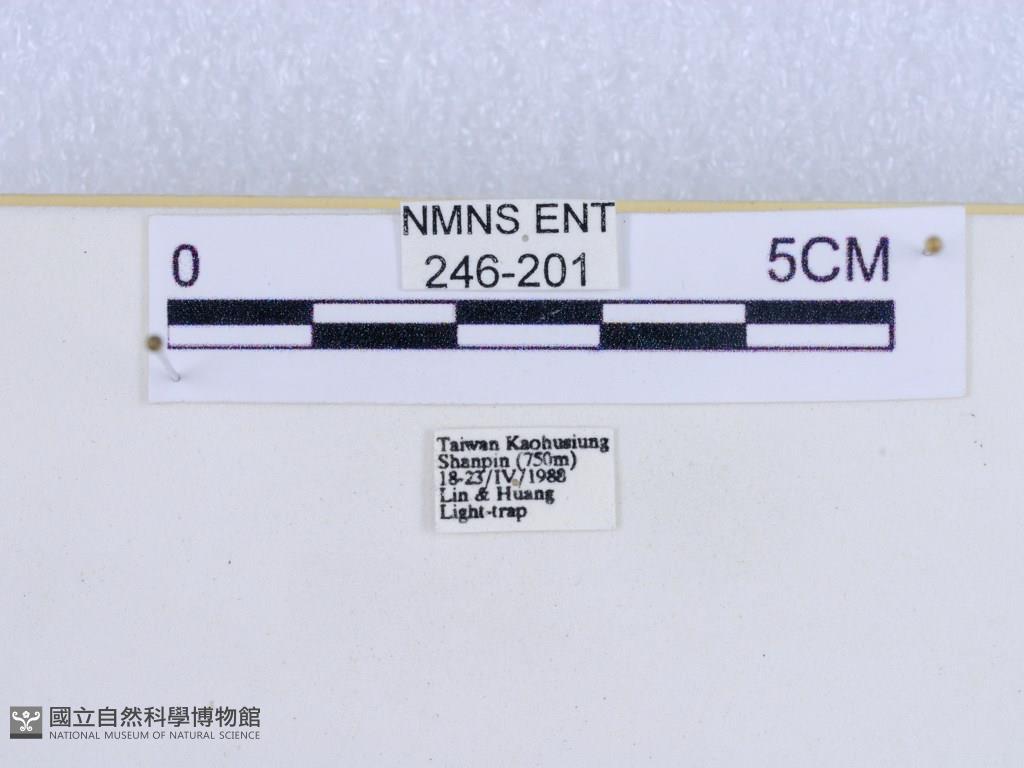 NMNS ENT
246-201
0 5CM
Taiwan Kaohusiung
Shanpin (750m)
18-23/IV/1988
Lin & Huang
Light-trap
國立自然科學博物館
NATIONAL MUSEUM OF NATURAL SCIENCE